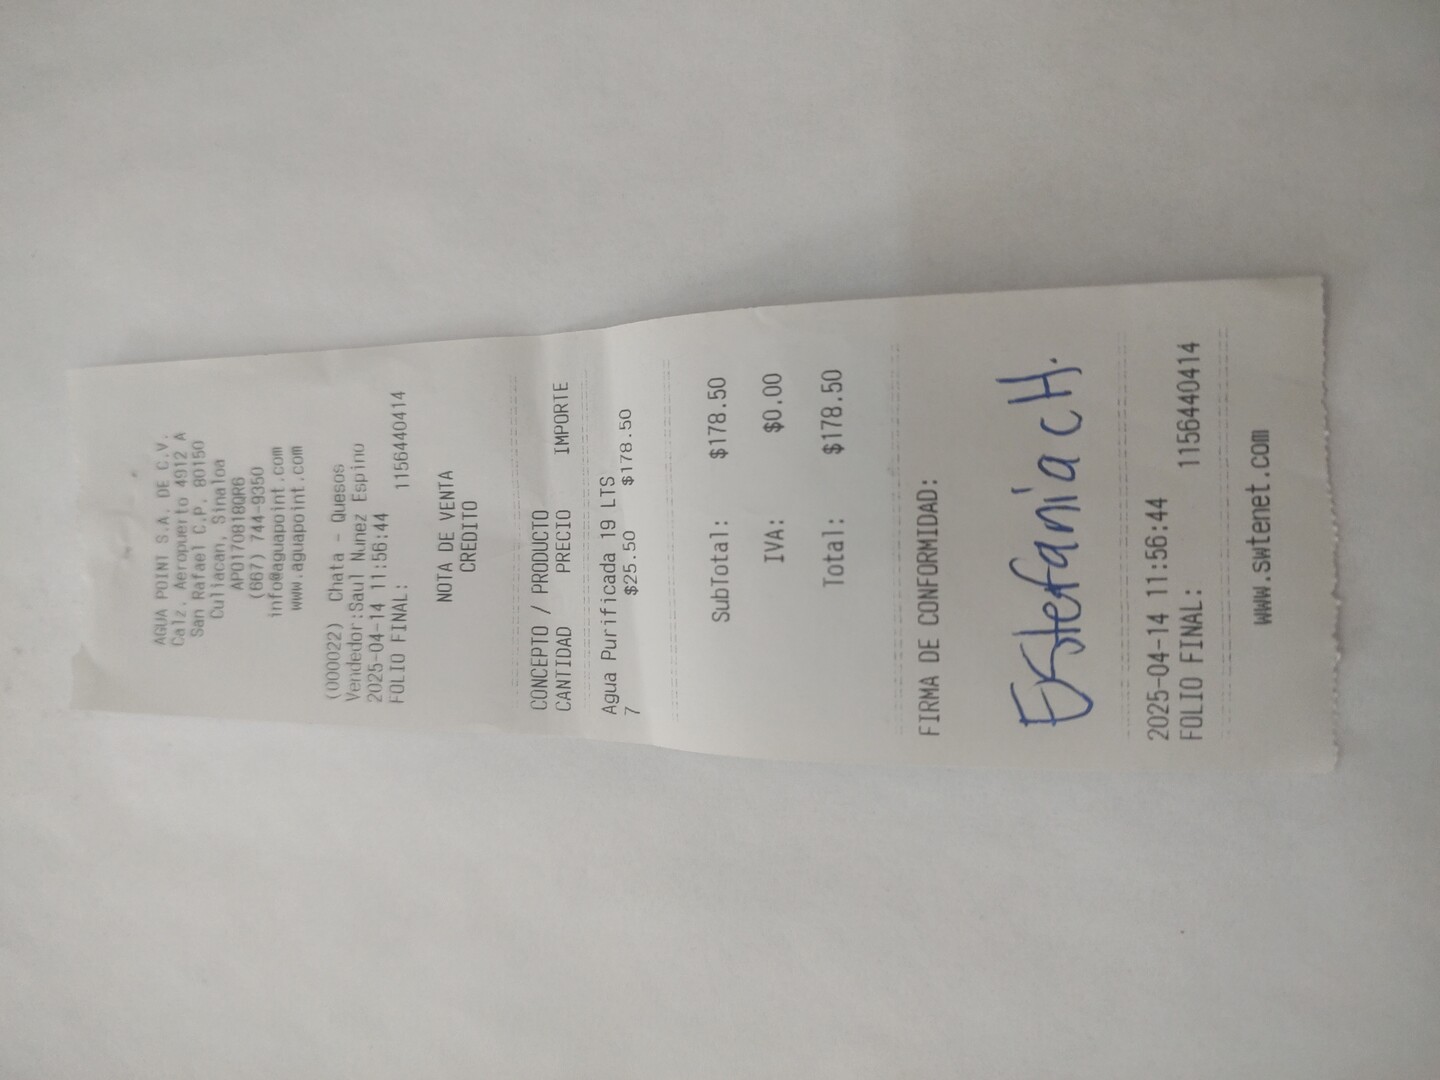 AGUA POINT S.A. DE C.V.
Calz. Aeropuerto 4912 A
San Rafael C.P. 80150
Culiacan, Sinaloa
APO170818QR6
(667) 744-9350
info@aguapoint.com
www.aguapoint.com
(000022) Chata - Quesos
Vendedor:Saul Nunez Espino
2025-04-14 11:56:44
FOLIO FINAL: 1156440414
NOTA DE VENTA
CREDITO
CONCEPTO / PRODUCTO
CANTIDAD PRECIO IMPORTE
Agua Purificada 19 LTS
7 $25.50 $178.50
SubTotal: $178.50
IVA: $0.00
Total: $178.50
FIRMA DE CONFORMIDAD:
Estefanía cH.
2025-04-14 11:56:44
FOLIO FINAL: 1156440414
www.swtenet.com